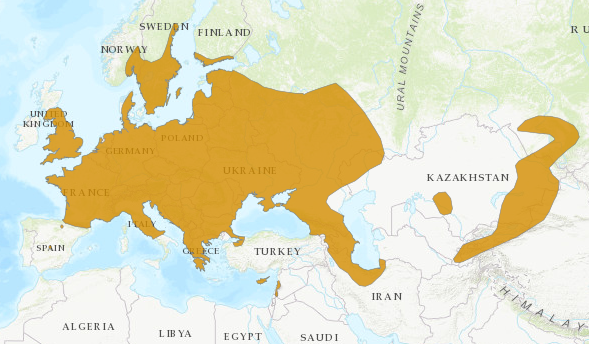 SWEDEN
FINLAND
NORWAY
RU
URAL MOUNTAINS
UNITED
KINGDOM
POLAND
GERMANY
UKRAINE
KAZAKHSTAN
FRANCE
ITALY
SPAIN
GREECE
TURKEY
IRAN
HIMALAY
ALGERIA
LIBYA
EGYPT
SAUDI